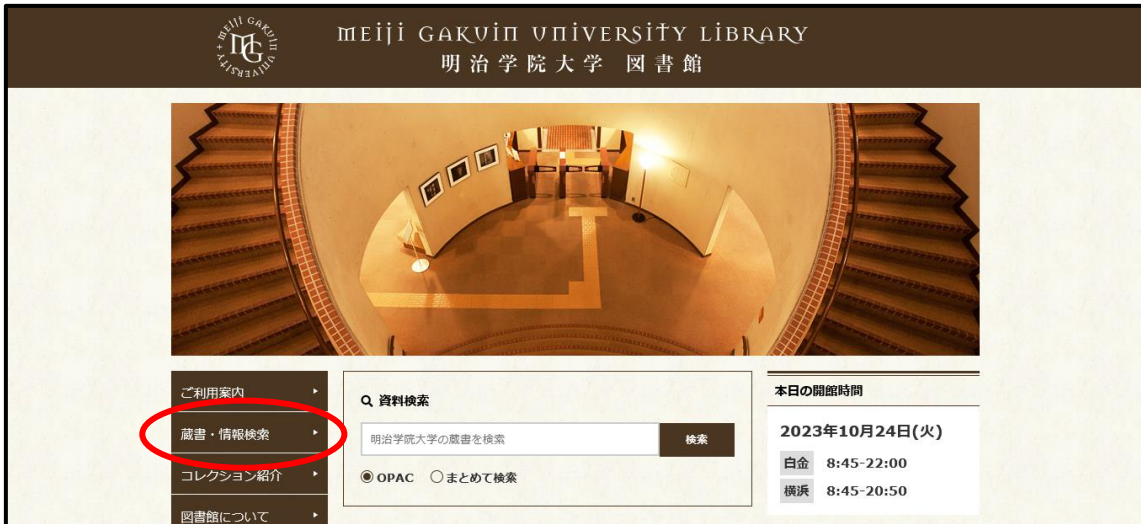 MEIJI GAKUIN UNIVERSITY
MG
MEIJI GAKUIN UNIVERSITY LIBRARY
明治学院大学 図書館
ご利用案内
蔵書・情報検索
コレクション紹介
図書館について
資料検索
明治学院大学の蔵書を検索
検索
OPAC まとめて検索
本日の開館時間
2023年10月24日(火)
白金 8:45-22:00
横浜 8:45-20:50